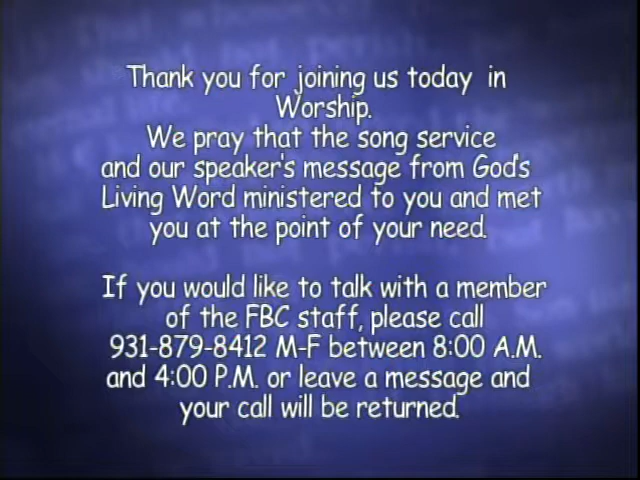 Thank you for joining us today in
Worship.
We pray that the song service
and our speaker's message from God's
Living Word ministered to you and met
you at the point of your need.
If you would like to talk with a member
of the FBC staff, please call
931-879-8412 M-F between 8:00 A.M.
and 4:00 P.M. or leave a message and
your call will be returned.